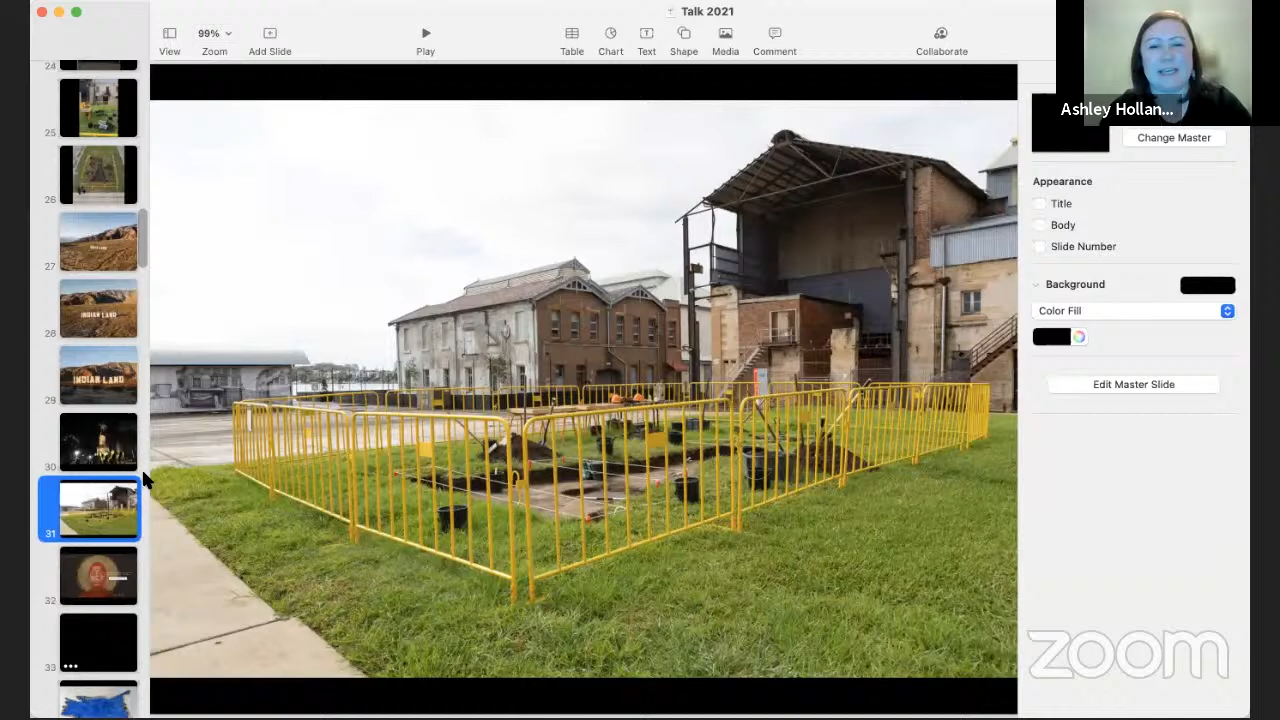 Talk 2021
99%
View
Zoom
Add Slide
Play
Table
Chart
Text
Shape
Media
Comment
Collaborate
Ashley Hollan...
Change Master
Appearance
Title
Body
Slide Number
Background
Color Fill
Edit Master Slide
24
25
26
27
28
INDIAN LAND
29
INDIAN LAND
30
31
32
33
zoom